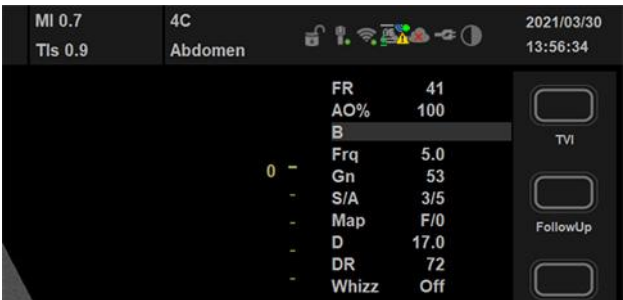 MI 0.7 4C 2021/03/30
TIs 0.9 Abdomen 13:56:34
FR 41
AO% 100
B
Frq 5.0
0
Gn 53
S/A 3/5
Map F/0
D 17.0
DR 72
Whizz Off
TVI
FollowUp